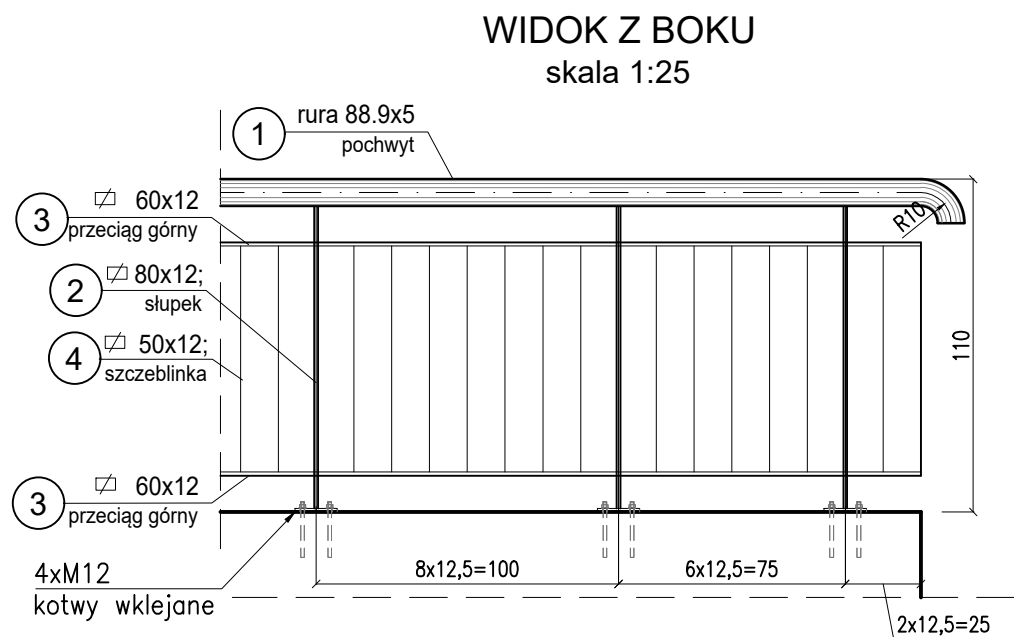 WIDOK Z BOKU
skala 1:25
1
rura 88.9x5
pochwyt
3
60x12
przeciąg górny
R10
2
80x12;
słupek
4
50x12;
szczeblinka
110
3
60x12
przeciąg górny
4xM12
kotwy wklejane
8x12,5=100
6x12,5=75
2x12,5=25